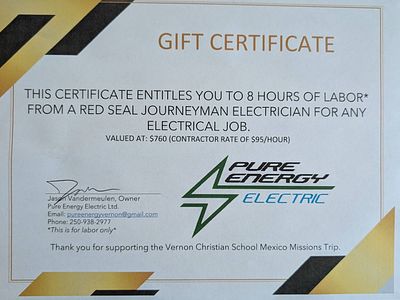 GIFT CERTIFICATE
THIS CERTIFICATE ENTITLES YOU TO 8 HOURS OF LABOR*
FROM A RED SEAL JOURNEYMAN ELECTRICIAN FOR ANY
ELECTRICAL JOB.
VALUED AT: $760 (CONTRACTOR RATE OF $95/HOUR)
PURE
ENERGY
ELECTRIC
Jason Vandermeulen, Owner
Pure Energy Electric Ltd.
Email: pureenergyvernon@gmail.com
Phone: 250-938-2977
*This is for labor only*
Thank you for supporting the Vernon Christian School Mexico Missions Trip.